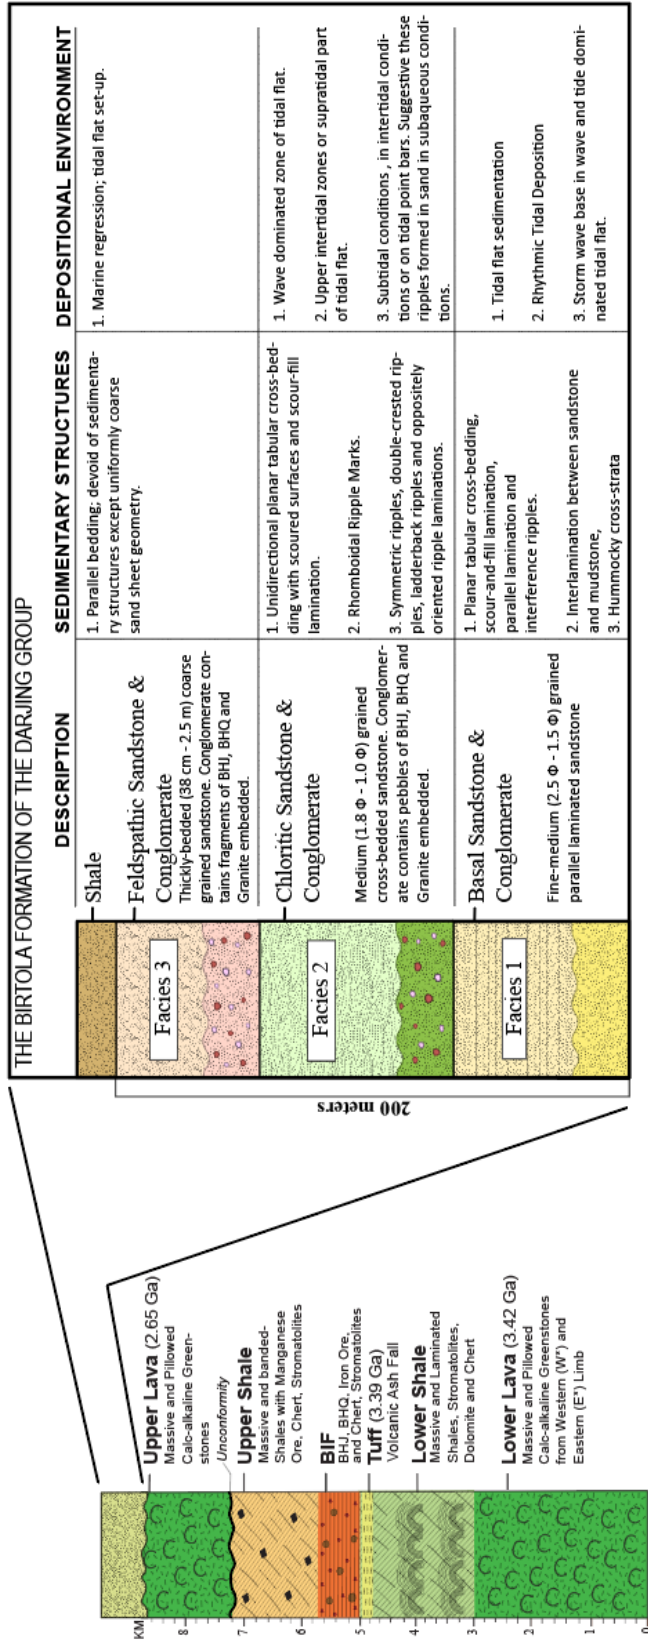 THE BIRTOLA FORMATION OF THE DARJING GROUP
DESCRIPTION
SEDIMENTARY STRUCTURES
DEPOSITIONAL ENVIRONMENT
Shale
Feldspathic Sandstone &
Conglomerate
Thickly-bedded (38 cm - 2.5 m) coarse
grained sandstone. Conglomerate con-
tains fragments of BHJ, BHQ and
Granite embedded.
1. Parallel bedding; devoid of sedimenta-
ry structures except uniformly coarse
sand sheet geometry.
1. Marine regression; tidal flat set-up.
Facies 3
Chloritic Sandstone &
Conglomerate
Medium (1.8 Φ - 1.0 Φ) grained
cross-bedded sandstone. Conglomer-
ate contains pebbles of BHJ, BHQ and
Granite embedded.
1. Unidirectional planar tabular cross-bed-
ding with scoured surfaces and scour-fill
lamination.
2. Rhomboidal Ripple Marks.
3. Symmetric ripples, double-crested rip-
ples, ladderback ripples and oppositely
oriented ripple laminations.
1. Wave dominated zone of tidal flat.
2. Upper intertidal zones or supratidal part
of tidal flat.
3. Subtidal conditions , in intertidal condi-
tions or on tidal point bars. Suggestive these
ripples formed in sand in subaqueous condi-
tions.
Facies 2
Basal Sandstone &
Conglomerate
Fine-medium (2.5 Φ - 1.5 Φ) grained
parallel laminated sandstone
1. Planar tabular cross-bedding,
scour-and-fill lamination,
parallel lamination and
interference ripples.
2. Interlamination between sandstone
and mudstone,
3. Hummocky cross-strata
1. Tidal flat sedimentation
2. Rhythmic Tidal Deposition
3. Storm wave base in wave and tide domi-
nated tidal flat.
Facies 1
200 meters
KM
8
7
6
5
4
3
2
1
0
Upper Lava (2.65 Ga)
Massive and Pillowed
Calc-alkaline Green-
stones
Unconformity
Upper Shale
Massive and banded-
Shales with Manganese
Ore, Chert, Stromatolites
BIF
BHJ, BHQ, Iron Ore,
and Chert, Stromatolites
Tuff (3.39 Ga)
Volcanic Ash Fall
Lower Shale
Massive and Laminated
Shales, Stromatolites,
Dolomite and Chert
Lower Lava (3.42 Ga)
Massive and Pillowed
Calc-alkaline Greenstones
from Western (W*) and
Eastern (E*) Limb